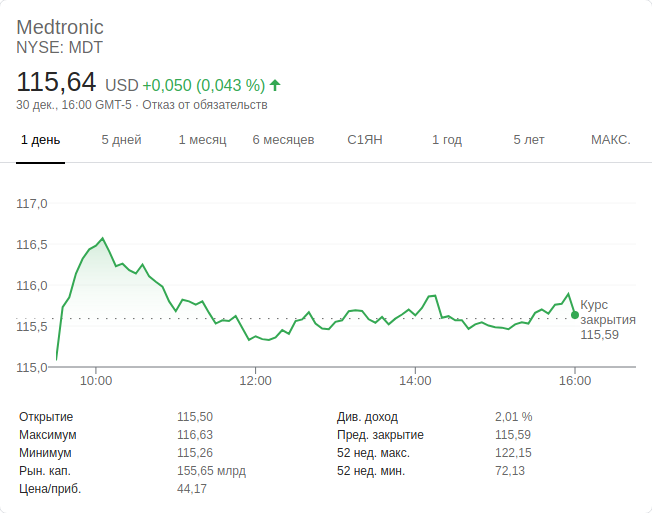 Medtronic
NYSE: MDT
115,64 USD +0,050 (0,043 %)
30 дек., 16:00 GMT-5 · Отказ от обязательств
1 день 5 дней 1 месяц 6 месяцев С1ЯН 1 год 5 лет МАКС.
117,0
116,5
116,0
115,5
115,0
Курс
закрытия
115,59
10:00 12:00 14:00 16:00
Открытие 115,50 Див. доход 2,01 %
Максимум 116,63 Пред. закрытие 115,59
Минимум 115,26 52 нед. макс. 122,15
Рын. кап. 155,65 млрд 52 нед. мин. 72,13
Цена/приб. 44,17